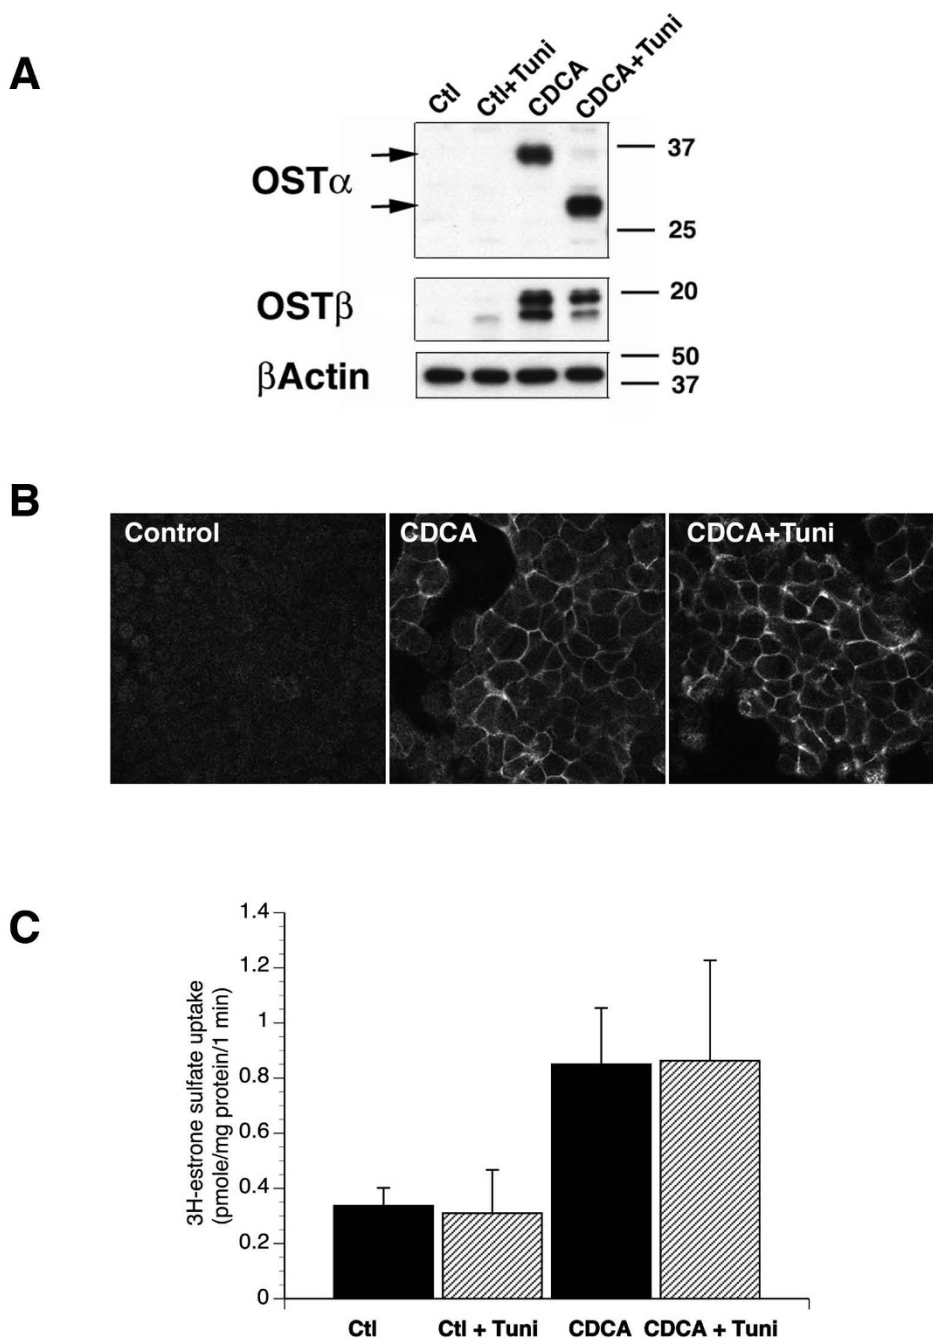 A
Ctl
Ctl+Tuni
CDCA
CDCA+Tuni
OSTα
37
25
OSTβ
20
βActin
50
37
B
Control
CDCA
CDCA+Tuni
C
3H-estrone sulfate uptake
(pmole/mg protein/1 min)
1.4
1.2
1
0.8
0.6
0.4
0.2
0
Ctl
Ctl + Tuni
CDCA
CDCA + Tuni